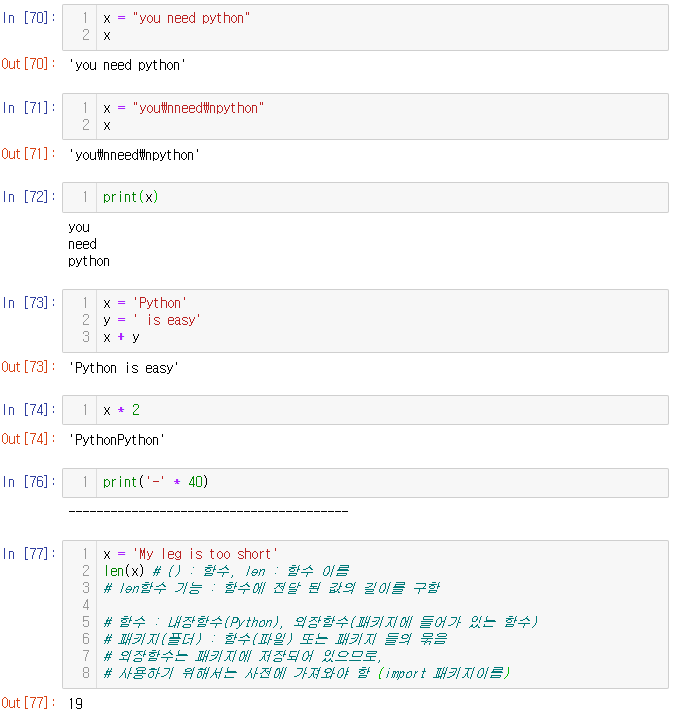 In [70]:
1 x = "you need python"
2 x
Out[70]: 'you need python'
In [71]:
1 x = "you₩nneed₩npython"
2 x
Out[71]: 'you₩nneed₩npython'
In [72]:
1 print(x)
you
need
python
In [73]:
1 x = 'Python'
2 y = ' is easy'
3 x + y
Out[73]: 'Python is easy'
In [74]:
1 x * 2
Out[74]: 'PythonPython'
In [76]:
1 print('-' * 40)
----------------------------------------
In [77]:
1 x = 'My leg is too short'
2 len(x) # () : 함수, len : 함수 이름
3 # len함수 기능 : 함수에 전달 된 값의 길이를 구함
4
5 # 함수 : 내장함수(Python), 외장함수(패키지에 들어가 있는 함수)
6 # 패키지(폴더) : 함수(파일) 또는 패키지 들의 묶음
7 # 외장함수는 패키지에 저장되어 있으므로,
8 # 사용하기 위해서는 사전에 가져와야 함 (import 패키지이름)
Out[77]: 19